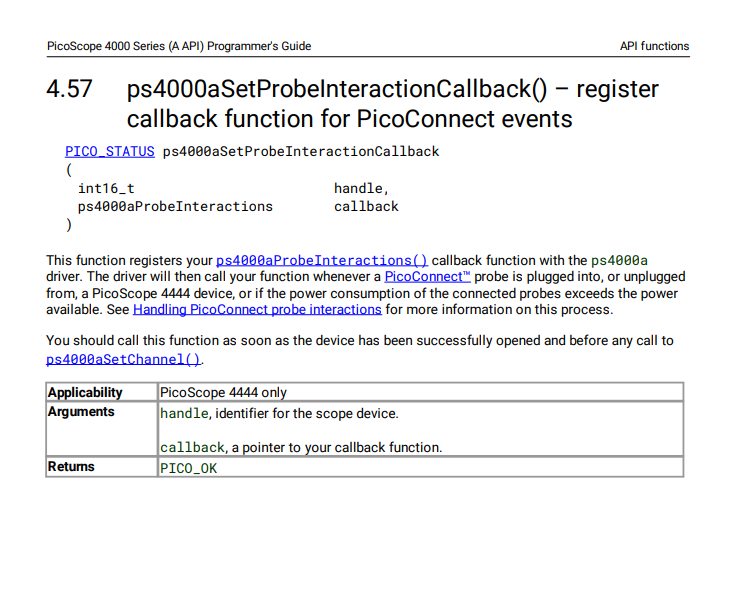 PicoScope 4000 Series (A API) Programmer's Guide API functions
4.57 ps4000aSetProbeInteractionCallback() – register
callback function for PicoConnect events
PICO_STATUS ps4000aSetProbeInteractionCallback
(
int16_t handle,
ps4000aProbeInteractions callback
)
This function registers your ps4000aProbeInteractions() callback function with the ps4000a
driver. The driver will then call your function whenever a PicoConnect™ probe is plugged into, or unplugged
from, a PicoScope 4444 device, or if the power consumption of the connected probes exceeds the power
available. See Handling PicoConnect probe interactions for more information on this process.
You should call this function as soon as the device has been successfully opened and before any call to
ps4000aSetChannel().
Applicability PicoScope 4444 only
Arguments handle, identifier for the scope device.
callback, a pointer to your callback function.
Returns PICO_OK